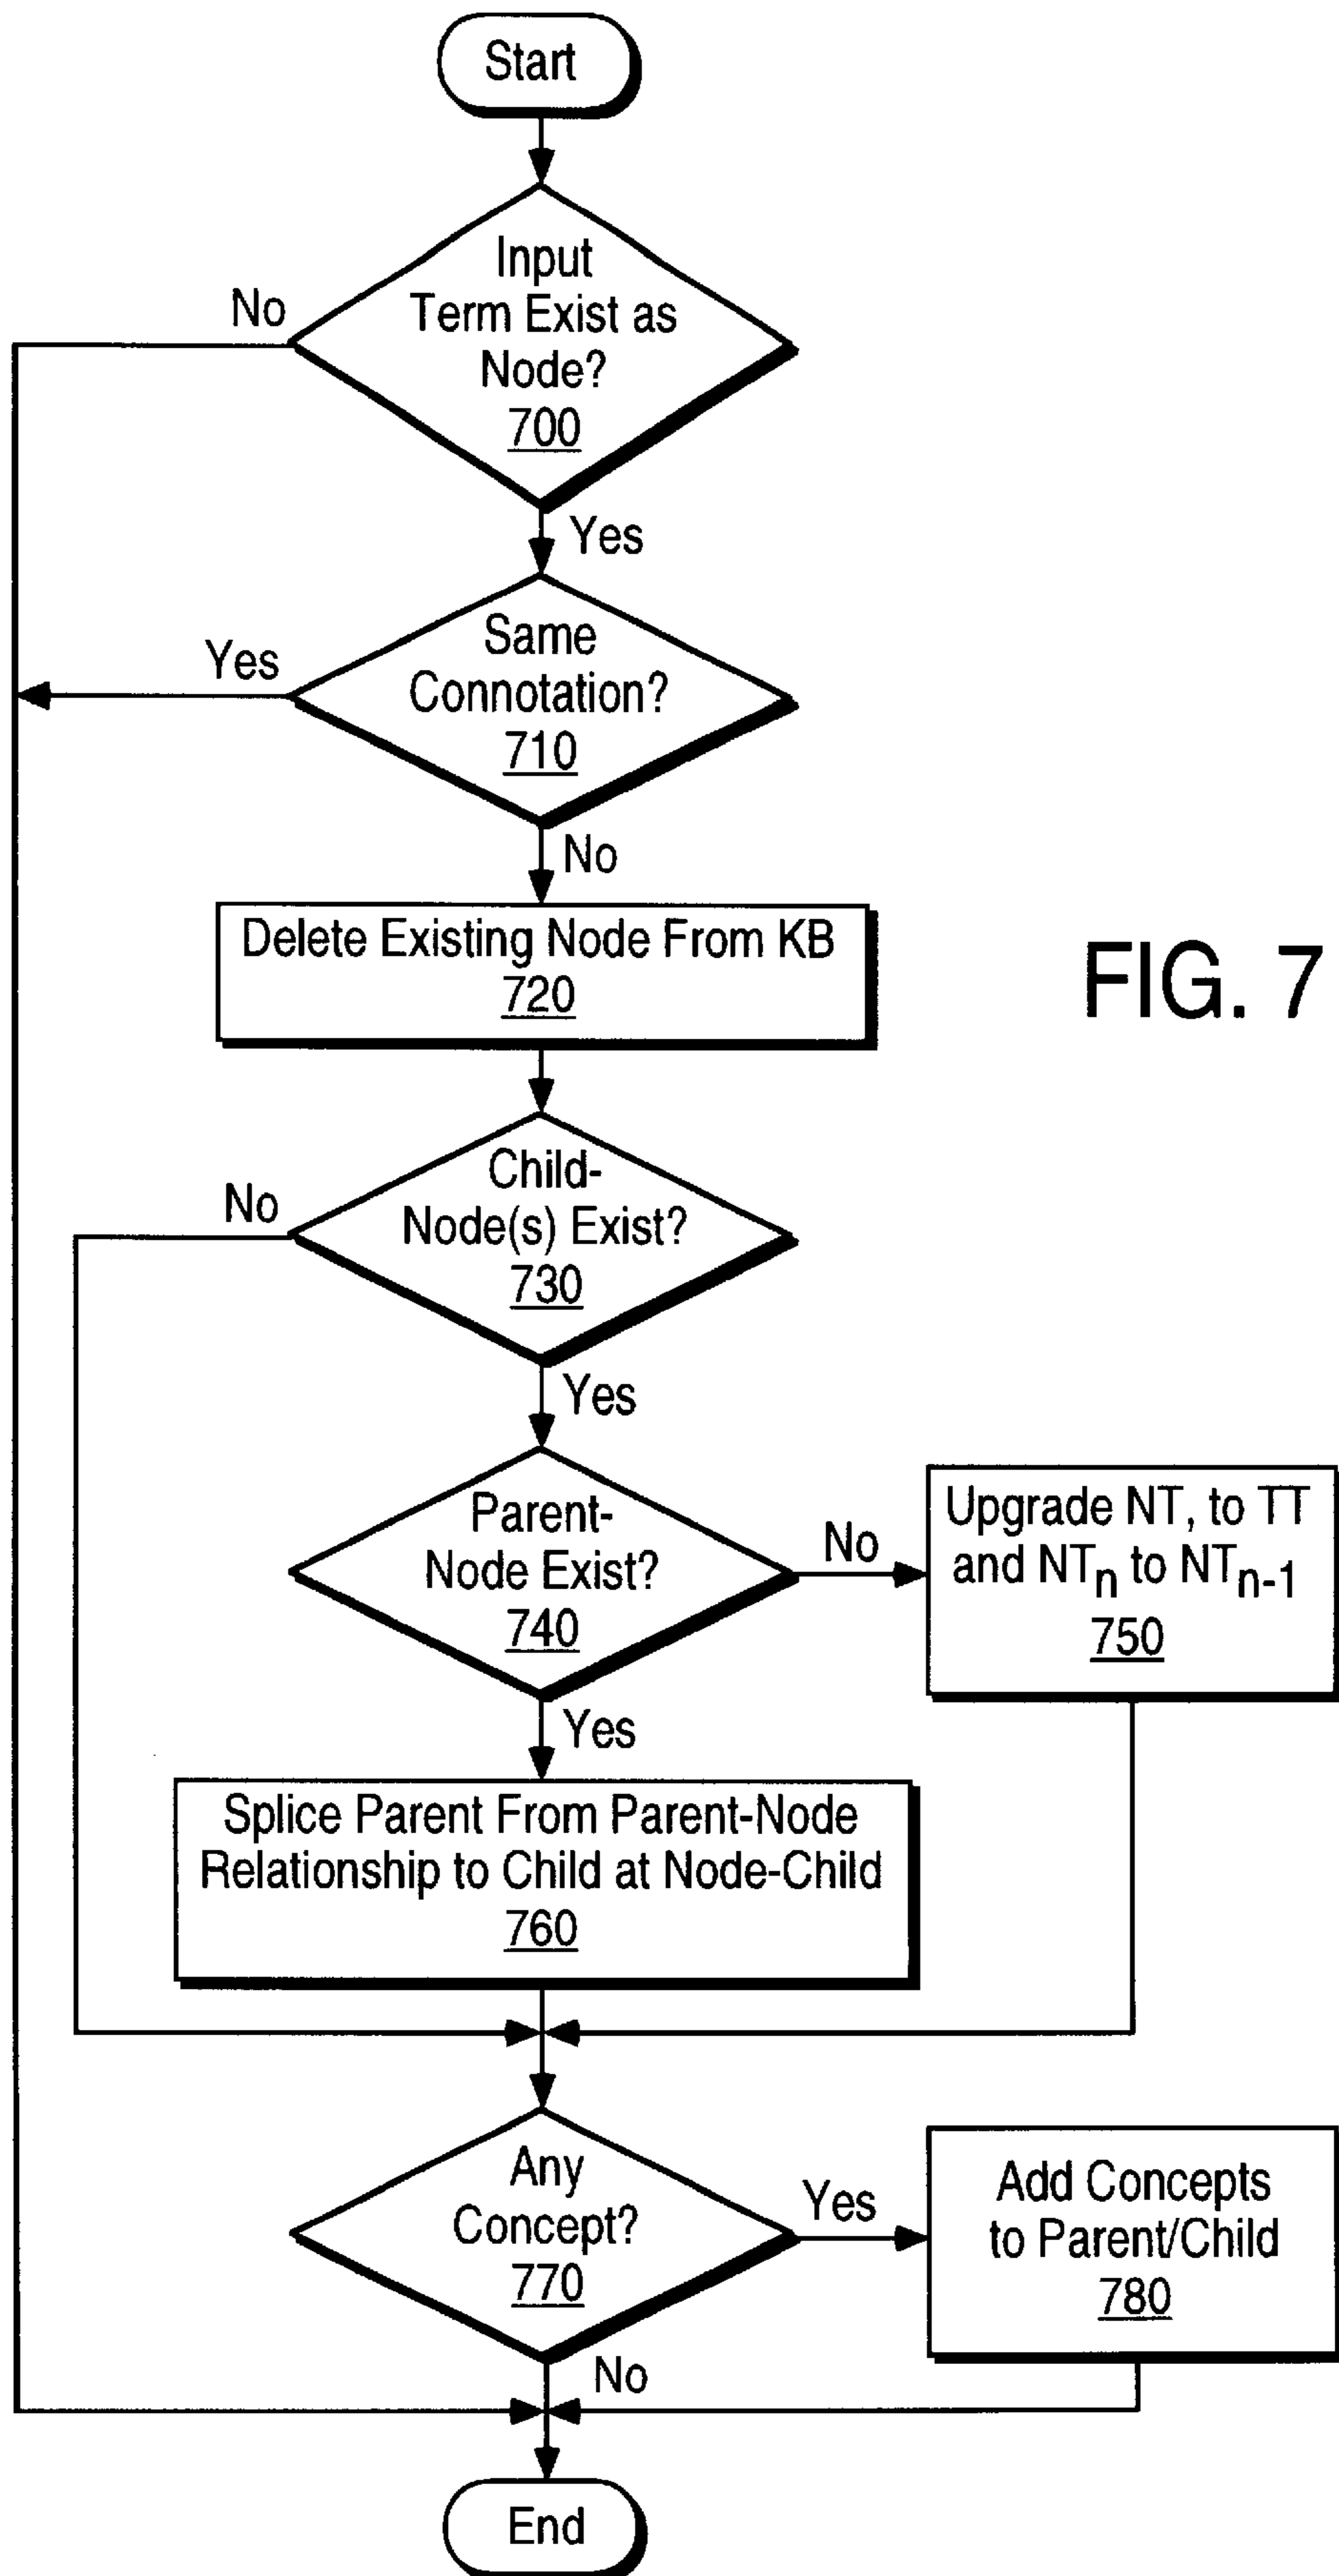 Start
Input
Term Exist as
Node?
700
No
Yes
Same
Connotation?
710
Yes
No
Delete Existing Node From KB
720
FIG. 7
Child-
Node(s) Exist?
730
No
Yes
Parent-
Node Exist?
740
No
Upgrade NT, to TT
and NTn to NTn-1
750
Yes
Splice Parent From Parent-Node
Relationship to Child at Node-Child
760
Any
Concept?
770
Yes
Add Concepts
to Parent/Child
780
No
End